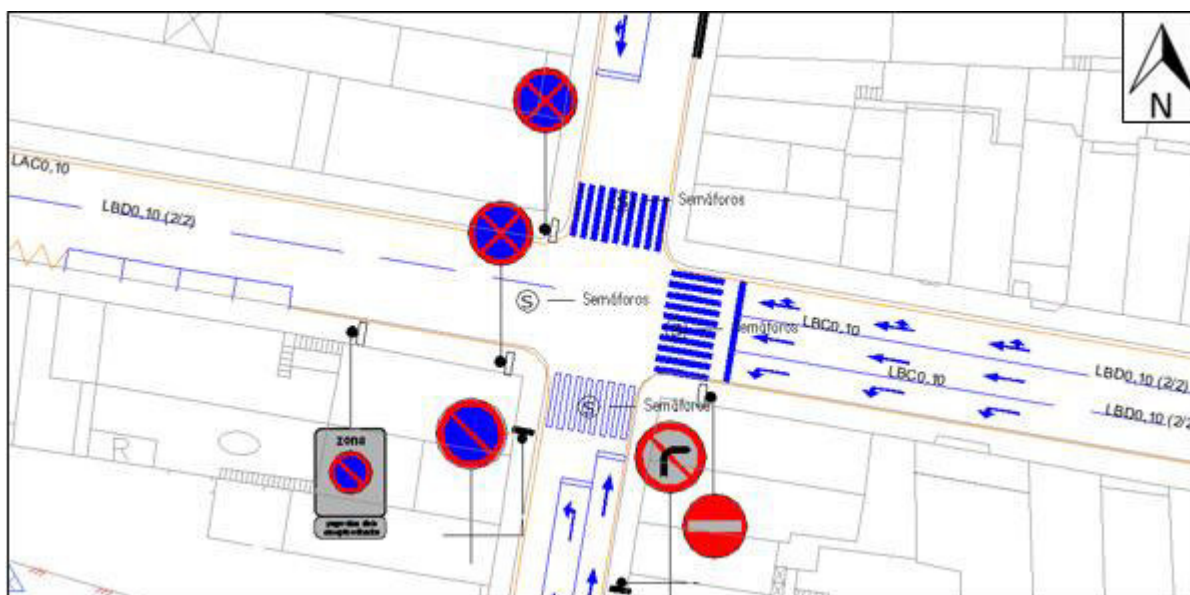 N
LAC0,10
LBD0,10 (2/2)
Semáforos
Semáforos
Semáforos
LBC0,10
LBC0,10
LBD0,10 (2/2)
LBD0,10 (2/2
Semáforos
S
S
zona
R